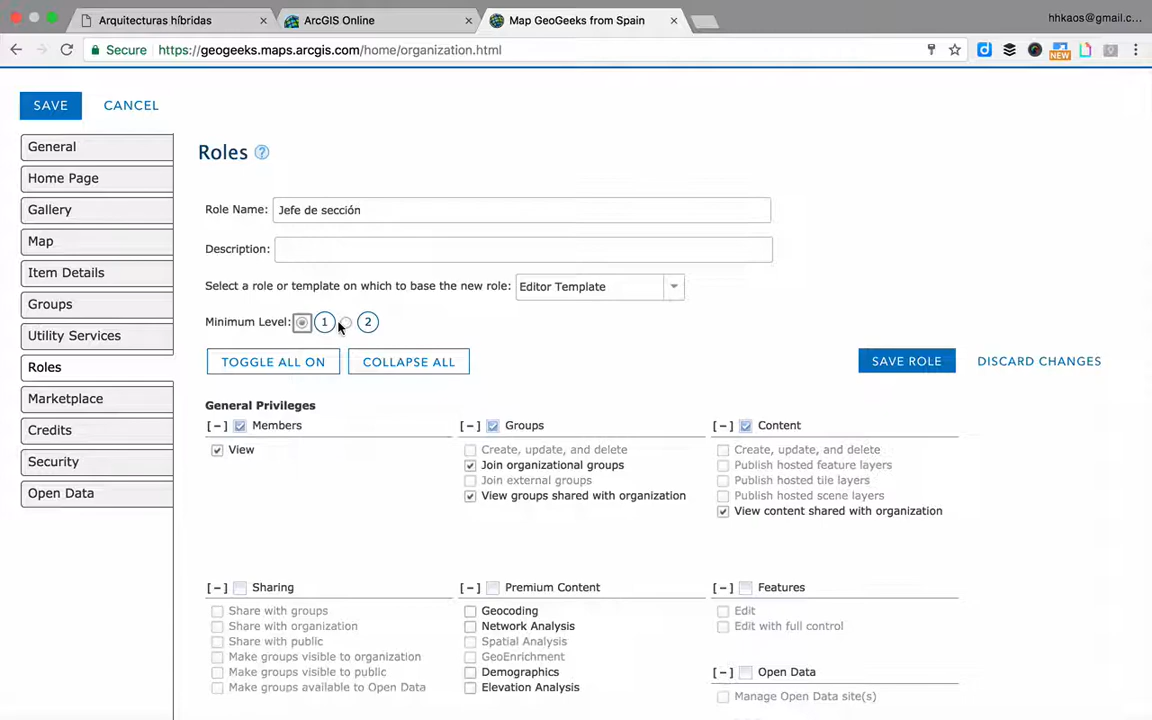 Arquitecturas híbridas
ArcGIS Online
Map GeoGeeks from Spain
hhkaos@gmail.c...
Secure
https://geogeeks.maps.arcgis.com/home/organization.html
NEW
SAVE
CANCEL
General
Home Page
Gallery
Map
Item Details
Groups
Utility Services
Roles
Marketplace
Credits
Security
Open Data
Roles ?
Role Name: Jefe de sección
Description:
Select a role or template on which to base the new role: Editor Template
Minimum Level: 1 2
TOGGLE ALL ON
COLLAPSE ALL
SAVE ROLE
DISCARD CHANGES
General Privileges
[-] Members
View
[-] Groups
Create, update, and delete
Join organizational groups
Join external groups
View groups shared with organization
[-] Content
Create, update, and delete
Publish hosted feature layers
Publish hosted tile layers
Publish hosted scene layers
View content shared with organization
[-] Sharing
Share with groups
Share with organization
Share with public
Make groups visible to organization
Make groups visible to public
Make groups available to Open Data
[-] Premium Content
Geocoding
Network Analysis
Spatial Analysis
GeoEnrichment
Demographics
Elevation Analysis
[-] Features
Edit
Edit with full control
[-] Open Data
Manage Open Data site(s)